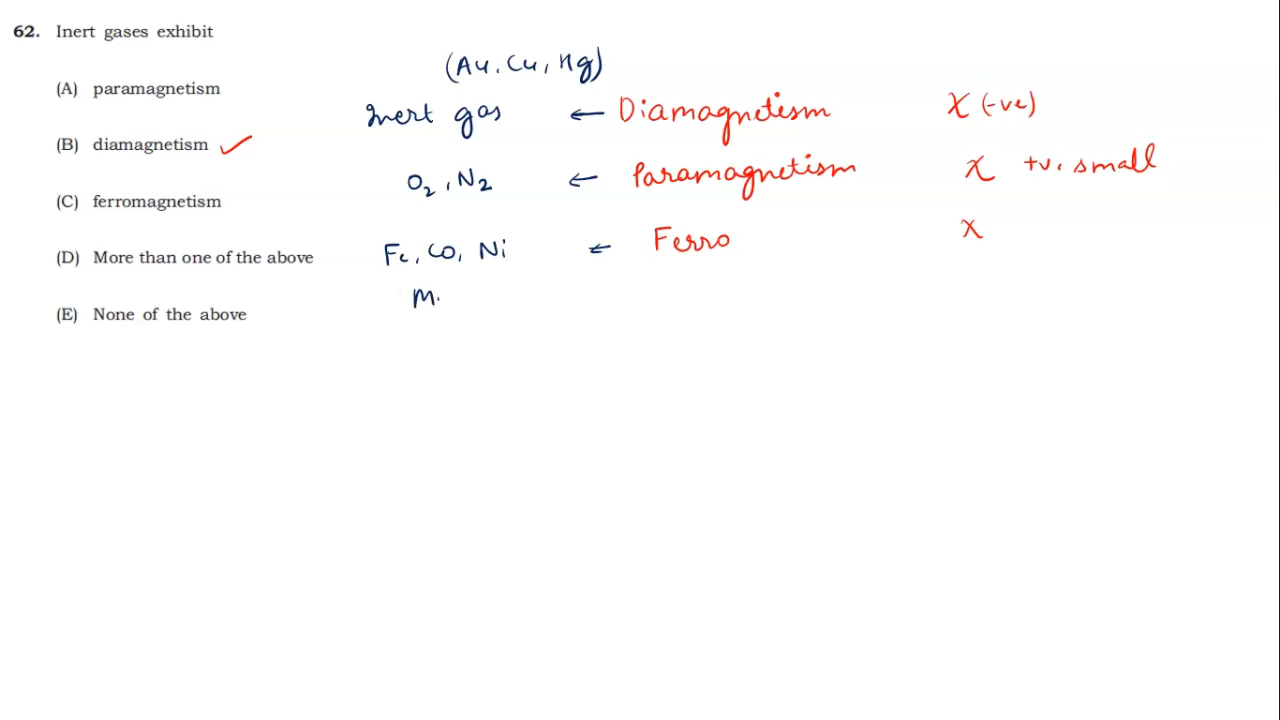 62. Inert gases exhibit
(Au, Cu, Hg)
(A) paramagnetism
Inert gas ← Diamagnetism χ (-ve)
(B) diamagnetism ✓
O₂, N₂ ← Paramagnetism χ +v. small
(C) ferromagnetism
Fe, Co, Ni ← Ferro χ
(D) More than one of the above
M.
(E) None of the above